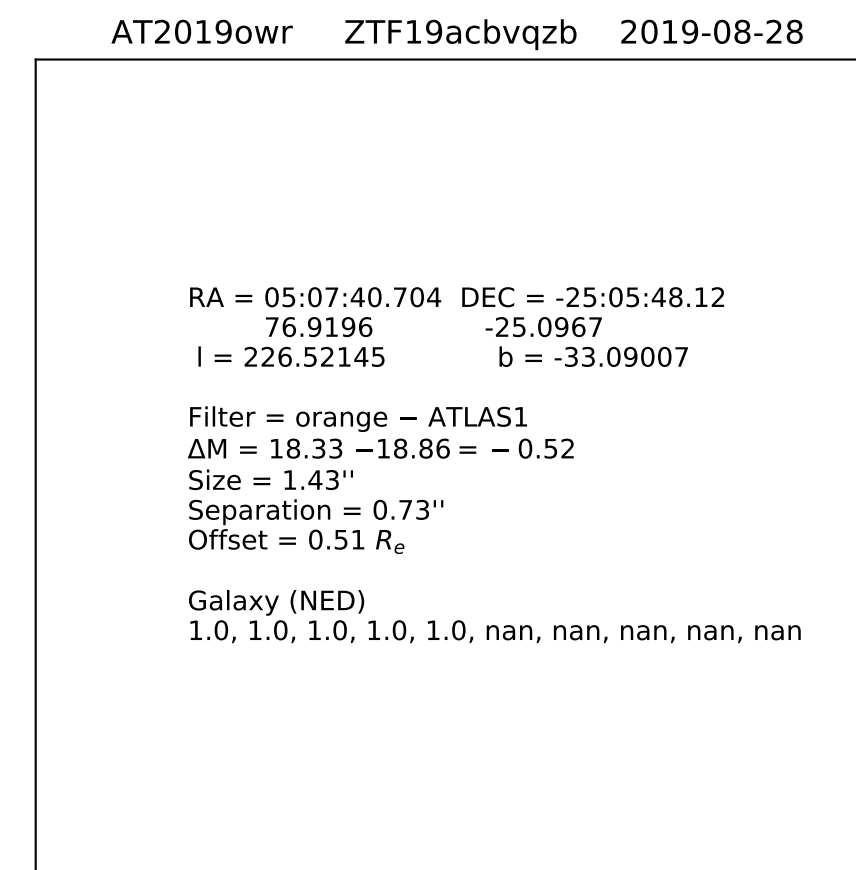 AT2019owr ZTF19acbvqzb 2019-08-28
RA = 05:07:40.704 DEC = -25:05:48.12
76.9196 -25.0967
l = 226.52145 b = -33.09007
Filter = orange − ATLAS1
ΔM = 18.33 −18.86 = − 0.52
Size = 1.43''
Separation = 0.73''
Offset = 0.51 Rₑ
Galaxy (NED)
1.0, 1.0, 1.0, 1.0, 1.0, nan, nan, nan, nan, nan